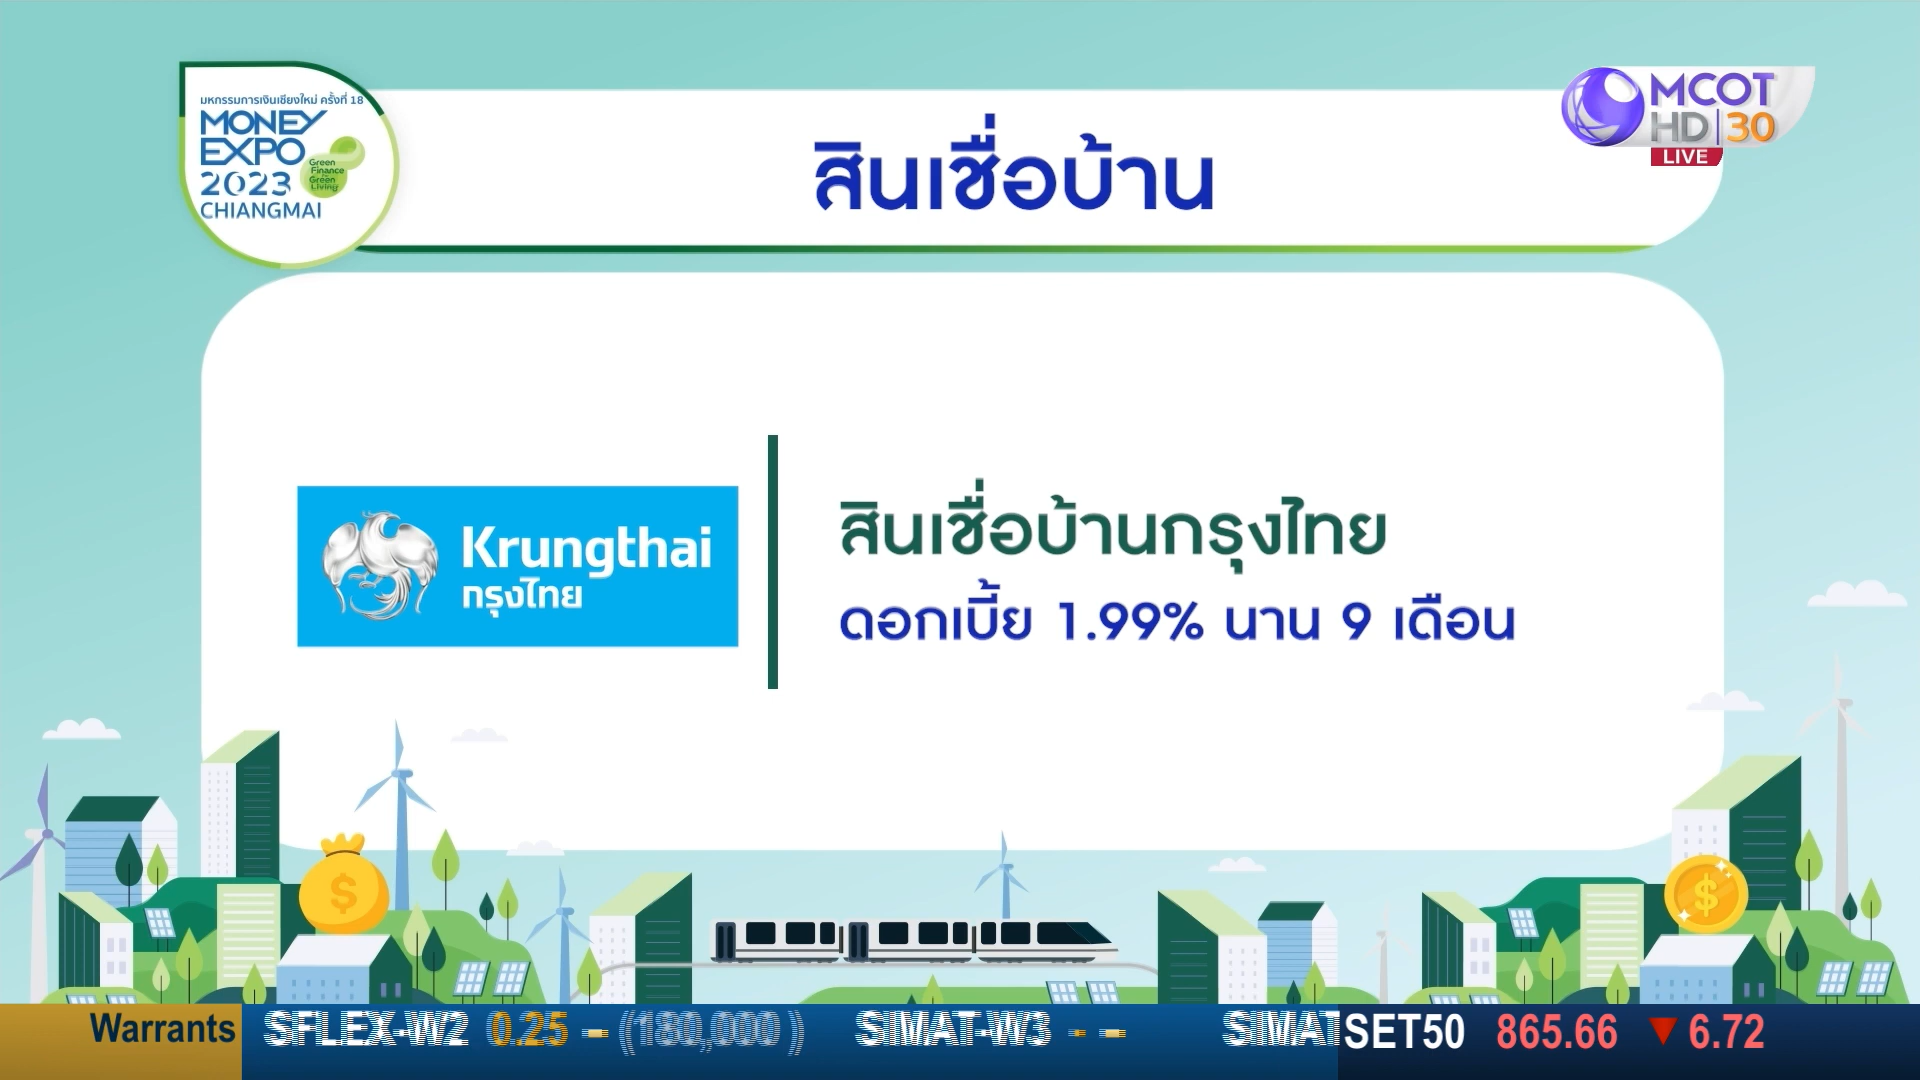 มหกรรมการเงินเชียงใหม่ ครั้งที่ 18
MONEY
EXPO
2023
CHIANGMAI
Green
Finance
Green
Living
สินเชื่อบ้าน
MCOT
HD 30
LIVE
Krungthai
กรุงไทย
สินเชื่อบ้านกรุงไทย
ดอกเบี้ย 1.99% นาน 9 เดือน
Warrants SFLEX-W2 0.25 – (180,000) SIMAT-W3 - – SIMAT SET50 865.66 ▼ 6.72